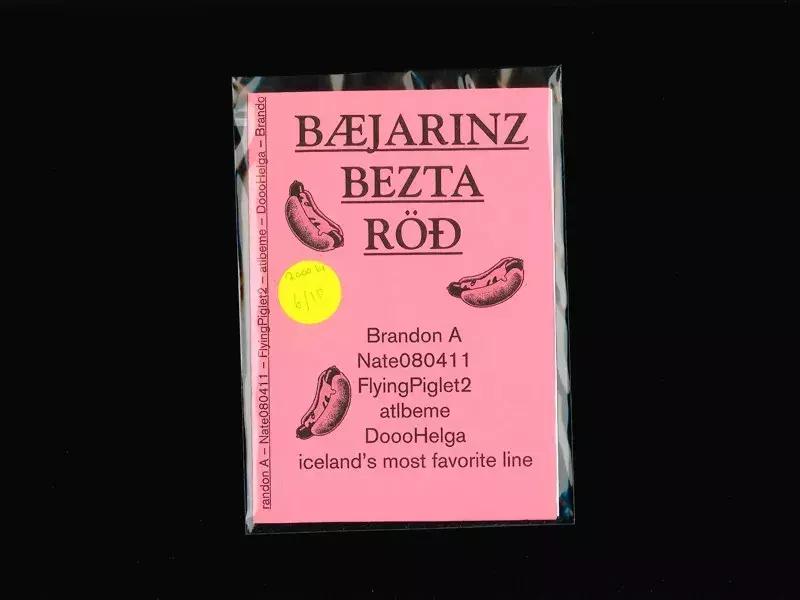 BÆJARINZ
BEZTA
RÖÐ
2000 kr
6/10
Brandon A
Nate080411
FlyingPiglet2
atlbeme
DoooHelga
iceland's most favorite line
randon A – Nate080411 – FlyingPiglet2 – atlbeme – DoooHelga – Brando